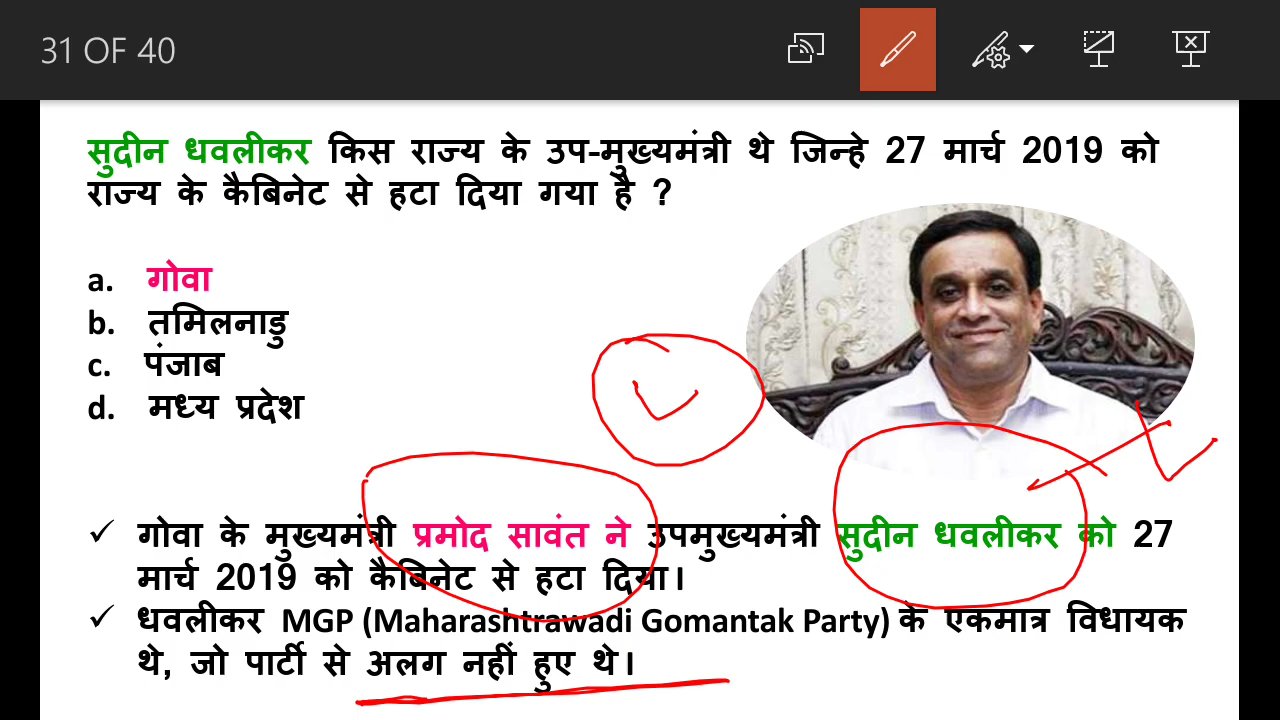 31 OF 40
सुदीन धवलीकर किस राज्य के उप-मुख्यमंत्री थे जिन्हे 27 मार्च 2019 को
राज्य के कैबिनेट से हटा दिया गया है ?
a. गोवा
b. तमिलनाडु
c. पंजाब
d. मध्य प्रदेश
✓ गोवा के मुख्यमंत्री प्रमोद सावंत ने उपमुख्यमंत्री सुदीन धवलीकर को 27
मार्च 2019 को कैबिनेट से हटा दिया।
✓ धवलीकर MGP (Maharashtrawadi Gomantak Party) के एकमात्र विधायक
थे, जो पार्टी से अलग नहीं हुए थे।